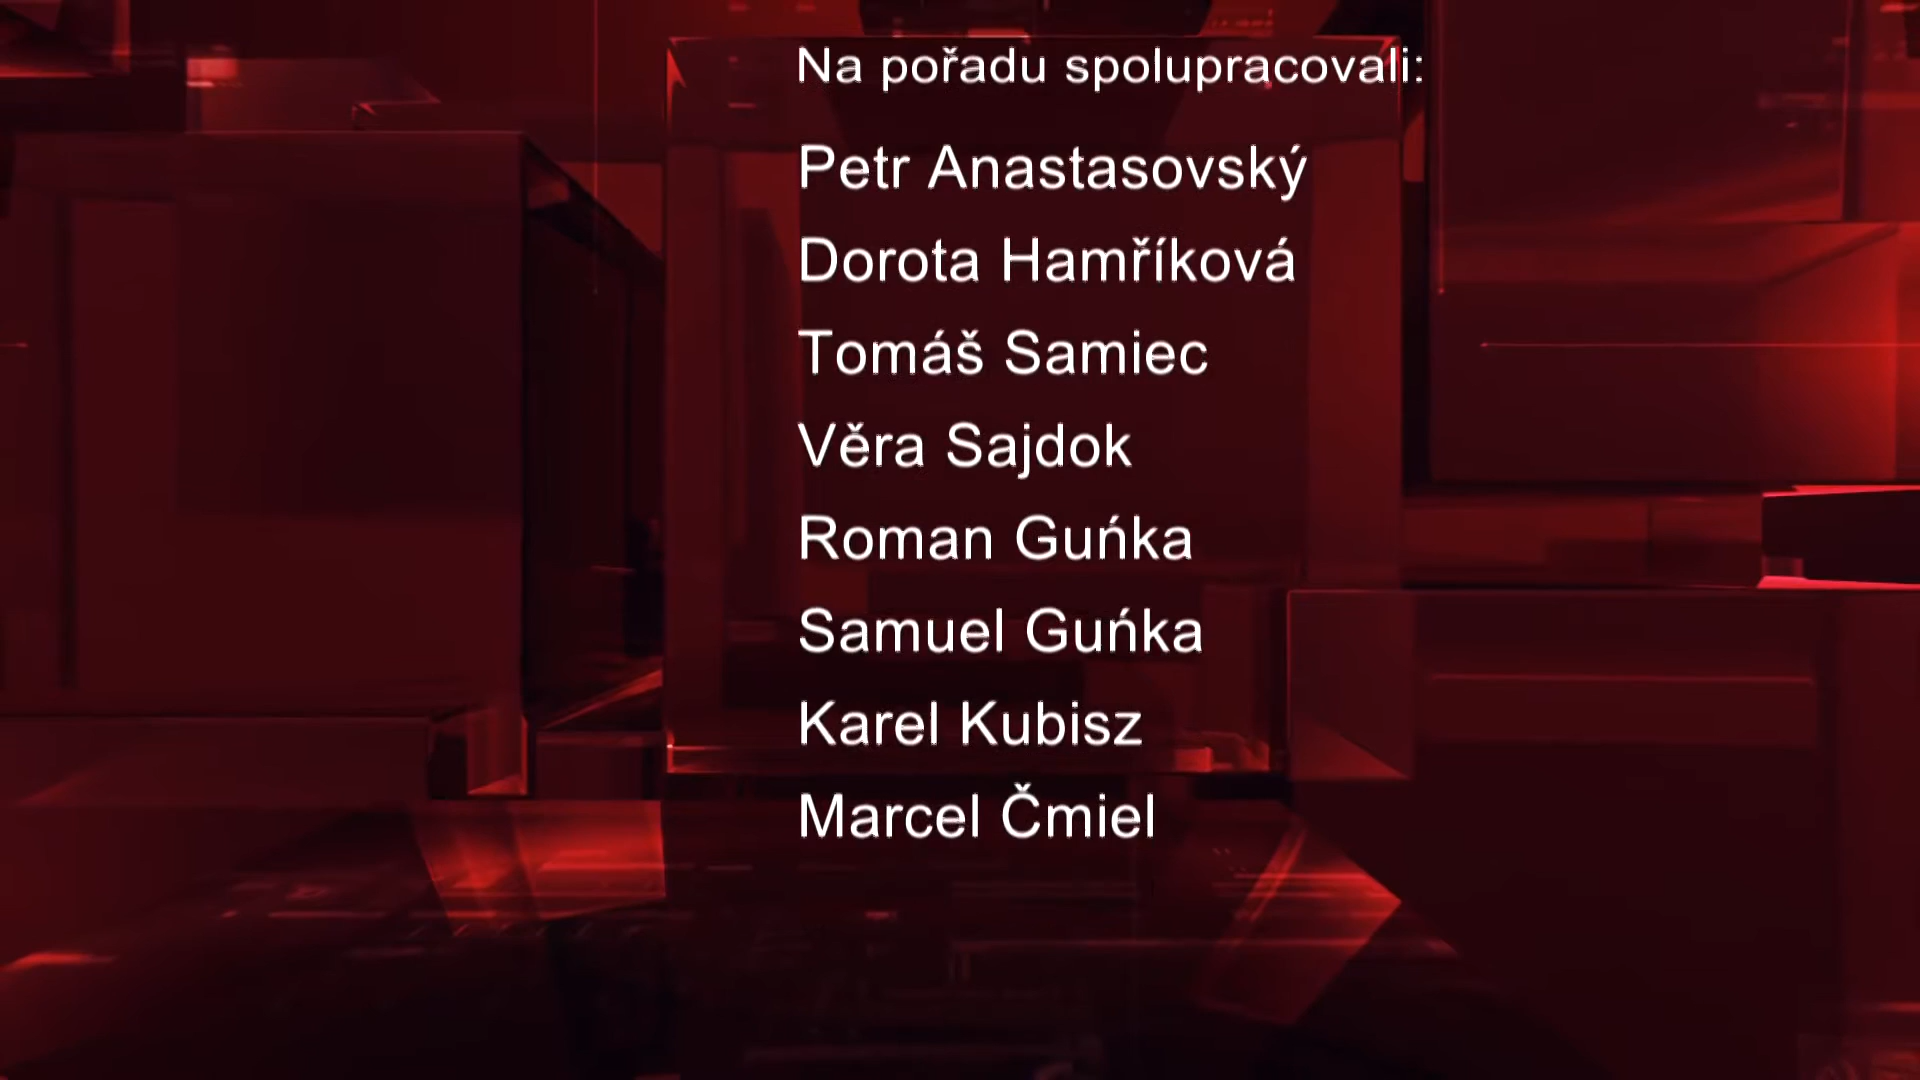 Na pořadu spolupracovali:
Petr Anastasovský
Dorota Hamříková
Tomáš Samiec
Věra Sajdok
Roman Guńka
Samuel Guńka
Karel Kubisz
Marcel Čmiel